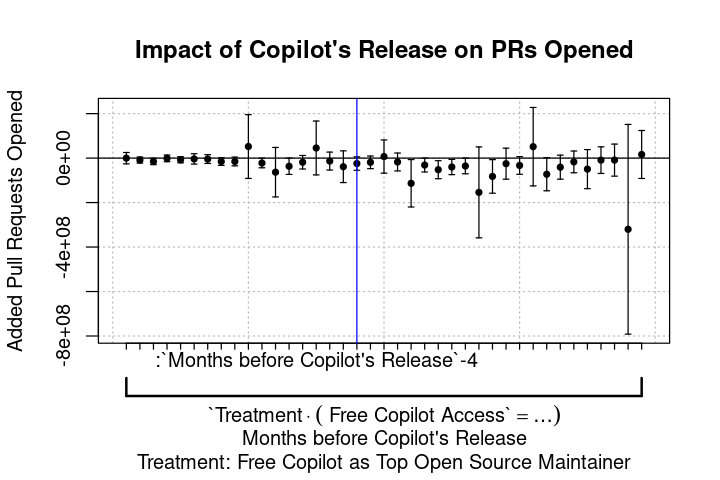 Impact of Copilot's Release on PRs Opened
Added Pull Requests Opened
0e+00
-4e+08
-8e+08
:`Months before Copilot's Release`-4
`Treatment · ( Free Copilot Access` = …)
Months before Copilot's Release
Treatment: Free Copilot as Top Open Source Maintainer